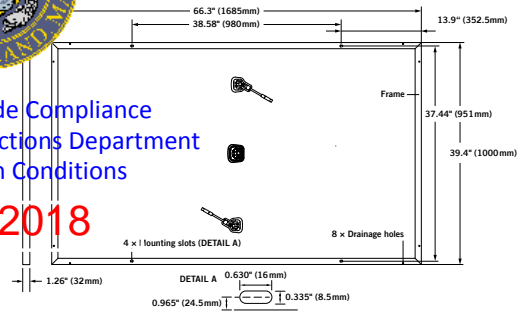 66.3" (1685mm)
38.58" (980mm)
13.9" (352.5mm)
Frame
37.44" (951mm)
de Compliance
ctions Department
n Conditions
39.4" (1000mm)
2018
4 × Mounting slots (DETAIL A)
8 × Drainage holes
1.26" (32mm)
DETAIL A
0.630" (16mm)
0.335" (8.5mm)
0.965" (24.5mm)